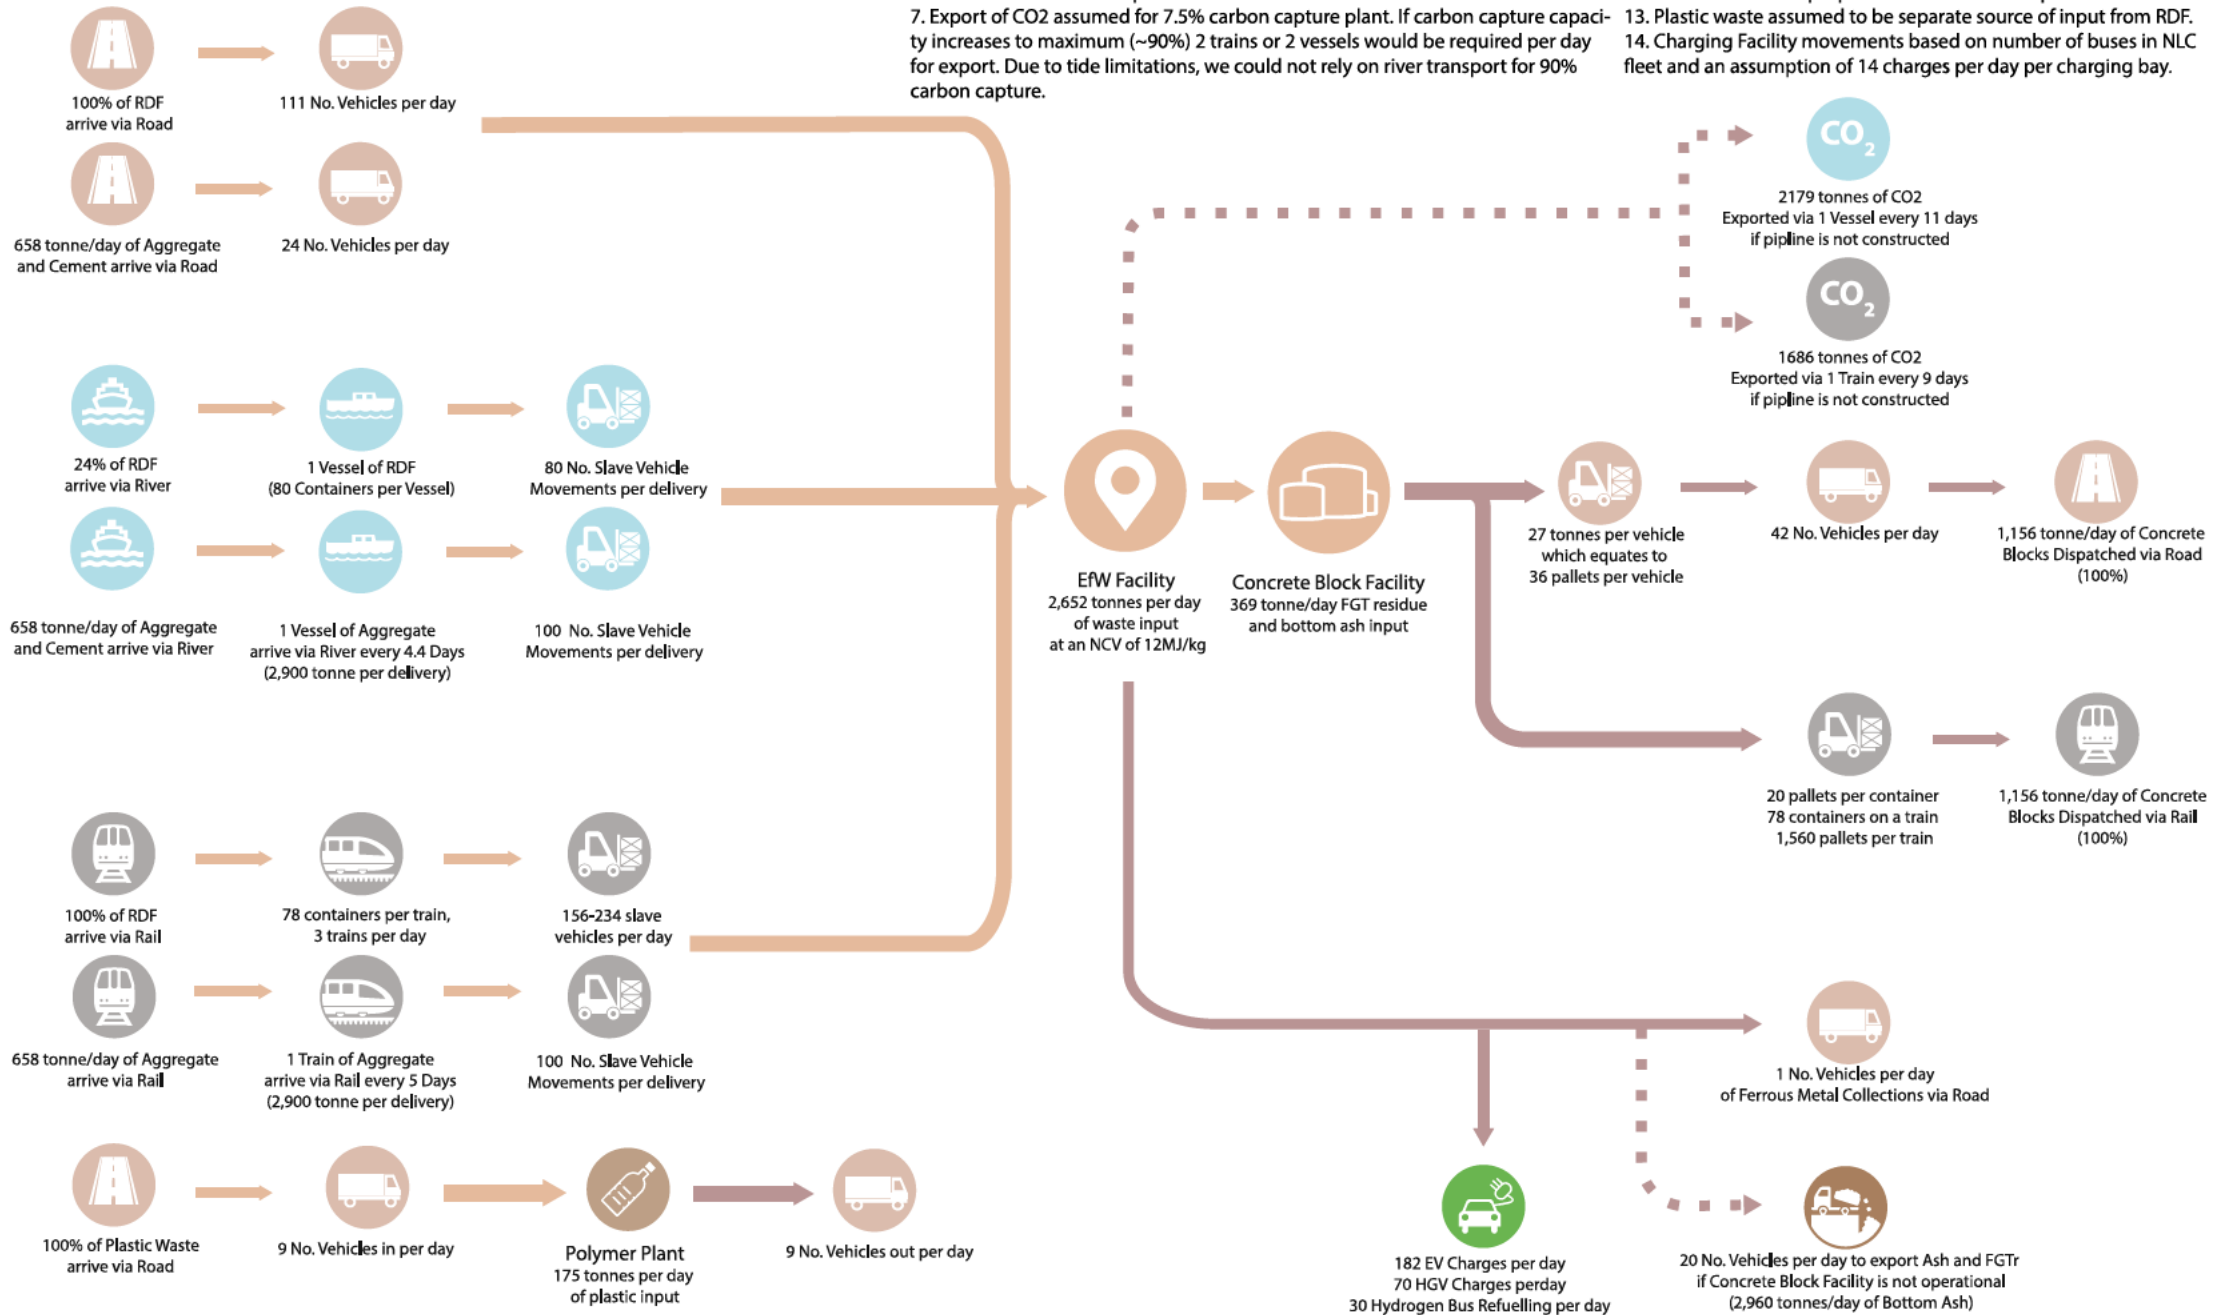 7. Export of CO2 assumed for 7.5% carbon capture plant. If carbon capture capaci-
ty increases to maximum (~90%) 2 trains or 2 vessels would be required per day
for export. Due to tide limitations, we could not rely on river transport for 90%
carbon capture.
13. Plastic waste assumed to be separate source of input from RDF.
14. Charging Facility movements based on number of buses in NLC
fleet and an assumption of 14 charges per day per charging bay.
100% of RDF
arrive via Road
111 No. Vehicles per day
658 tonne/day of Aggregate
and Cement arrive via Road
24 No. Vehicles per day
CO2
2179 tonnes of CO2
Exported via 1 Vessel every 11 days
if pipline is not constructed
CO2
1686 tonnes of CO2
Exported via 1 Train every 9 days
if pipline is not constructed
24% of RDF
arrive via River
1 Vessel of RDF
(80 Containers per Vessel)
80 No. Slave Vehicle
Movements per delivery
658 tonne/day of Aggregate
and Cement arrive via River
1 Vessel of Aggregate
arrive via River every 4.4 Days
(2,900 tonne per delivery)
100 No. Slave Vehicle
Movements per delivery
EfW Facility
2,652 tonnes per day
of waste input
at an NCV of 12MJ/kg
Concrete Block Facility
369 tonne/day FGT residue
and bottom ash input
27 tonnes per vehicle
which equates to
36 pallets per vehicle
42 No. Vehicles per day
1,156 tonne/day of Concrete
Blocks Dispatched via Road
(100%)
20 pallets per container
78 containers on a train
1,560 pallets per train
1,156 tonne/day of Concrete
Blocks Dispatched via Rail
(100%)
100% of RDF
arrive via Rail
78 containers per train,
3 trains per day
156-234 slave
vehicles per day
658 tonne/day of Aggregate
arrive via Rail
1 Train of Aggregate
arrive via Rail every 5 Days
(2,900 tonne per delivery)
100 No. Slave Vehicle
Movements per delivery
1 No. Vehicles per day
of Ferrous Metal Collections via Road
100% of Plastic Waste
arrive via Road
9 No. Vehicles in per day
Polymer Plant
175 tonnes per day
of plastic input
9 No. Vehicles out per day
182 EV Charges per day
70 HGV Charges perday
30 Hydrogen Bus Refuelling per day
20 No. Vehicles per day to export Ash and FGTr
if Concrete Block Facility is not operational
(2,960 tonnes/day of Bottom Ash)